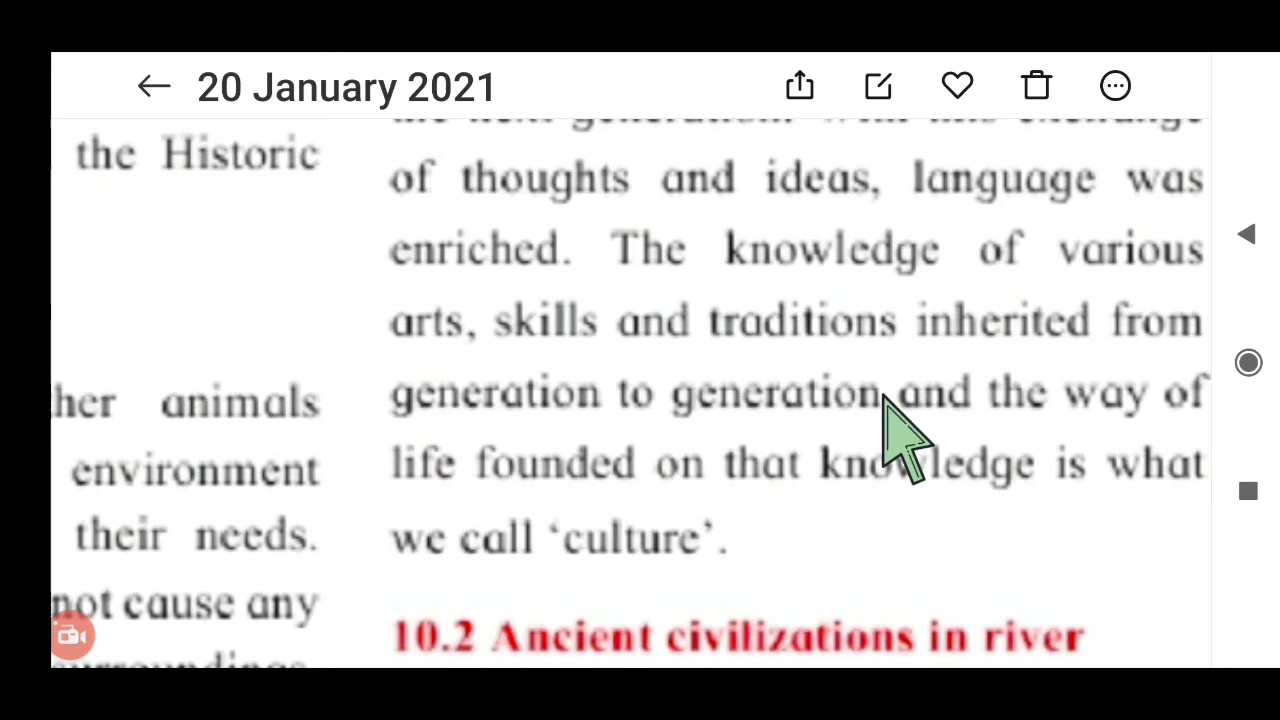 20 January 2021
the Historic
her animals
environment
their needs.
not cause any
of thoughts and ideas, language was
enriched. The knowledge of various
arts, skills and traditions inherited from
generation to generation and the way of
life founded on that knowledge is what
we call ‘culture’.
10.2 Ancient civilizations in river